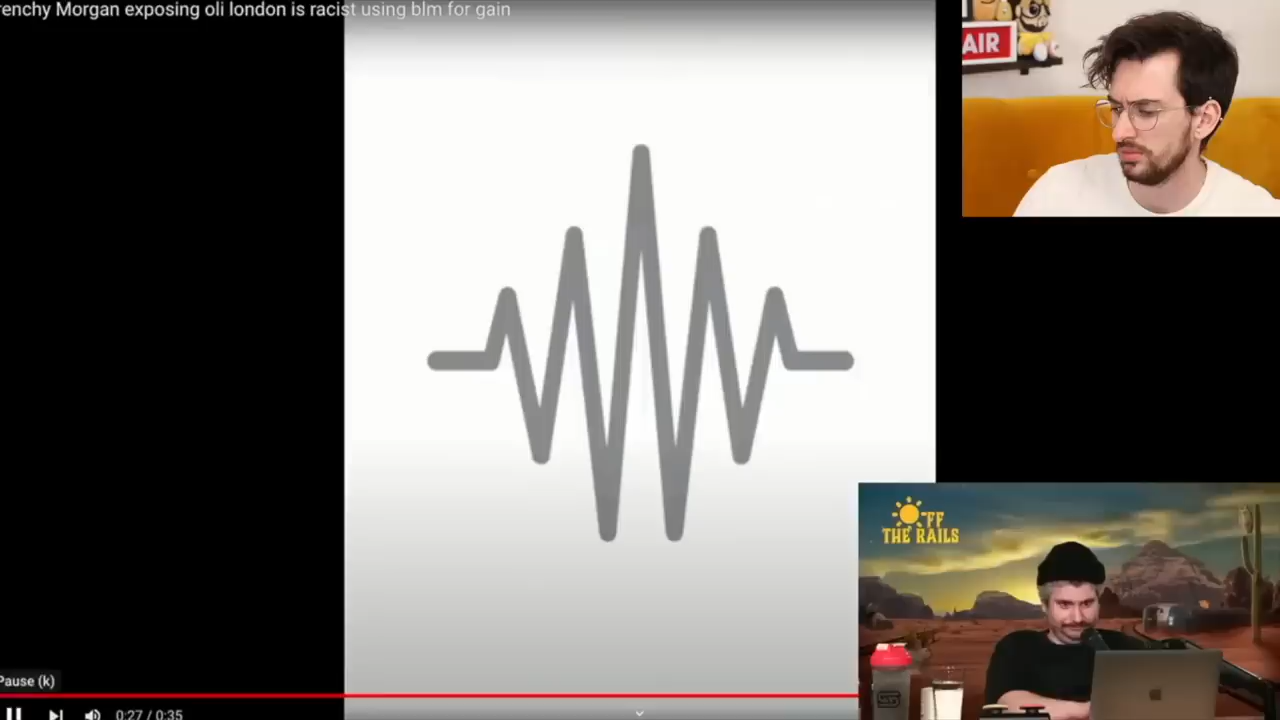 renchy Morgan exposing oli london is racist using blm for gain
AIR
OFF
THE RAILS
Pause (k)
0:27 / 0:35